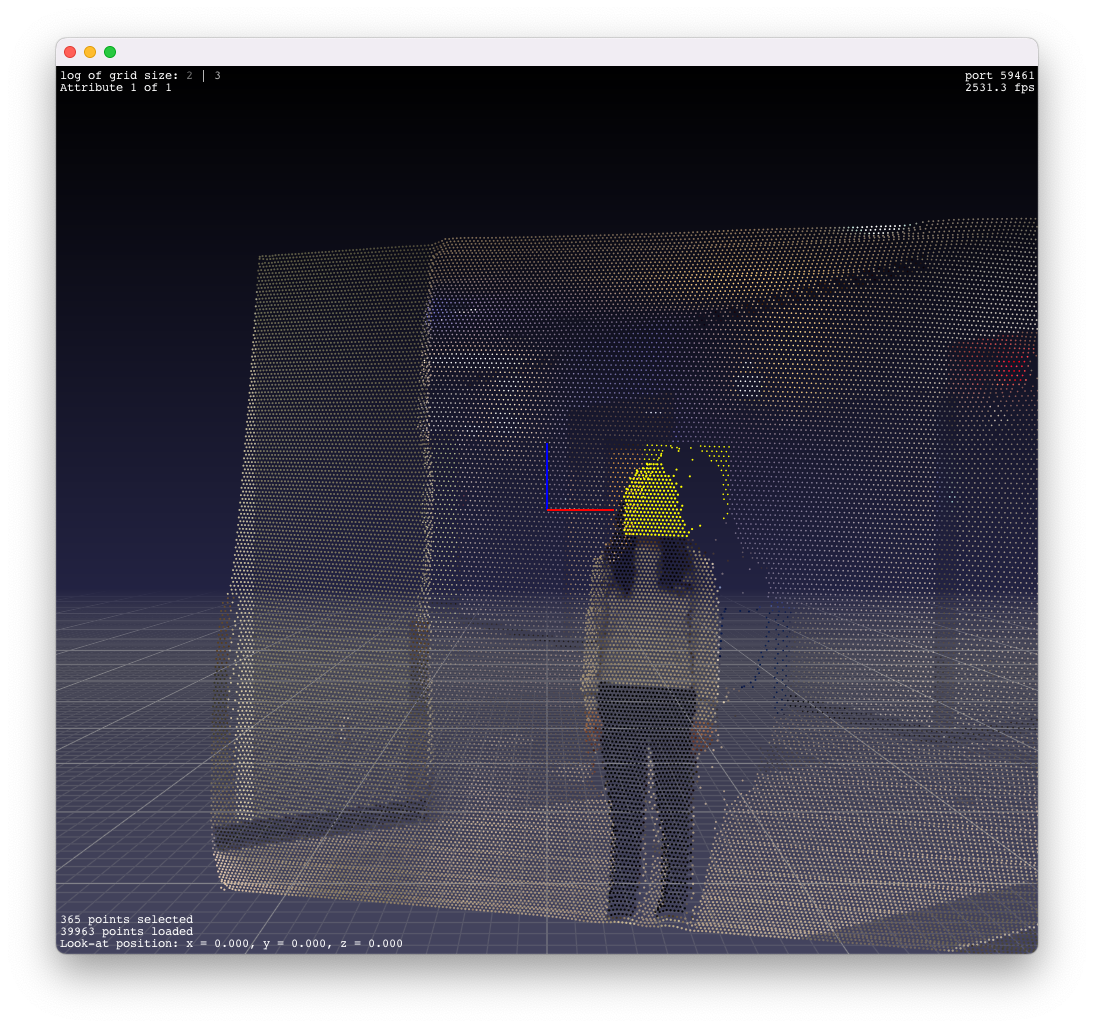 log of grid size: 2 | 3
Attribute 1 of 1
port 59461
2531.3 fps
365 points selected
39963 points loaded
Look-at position: x = 0.000, y = 0.000, z = 0.000